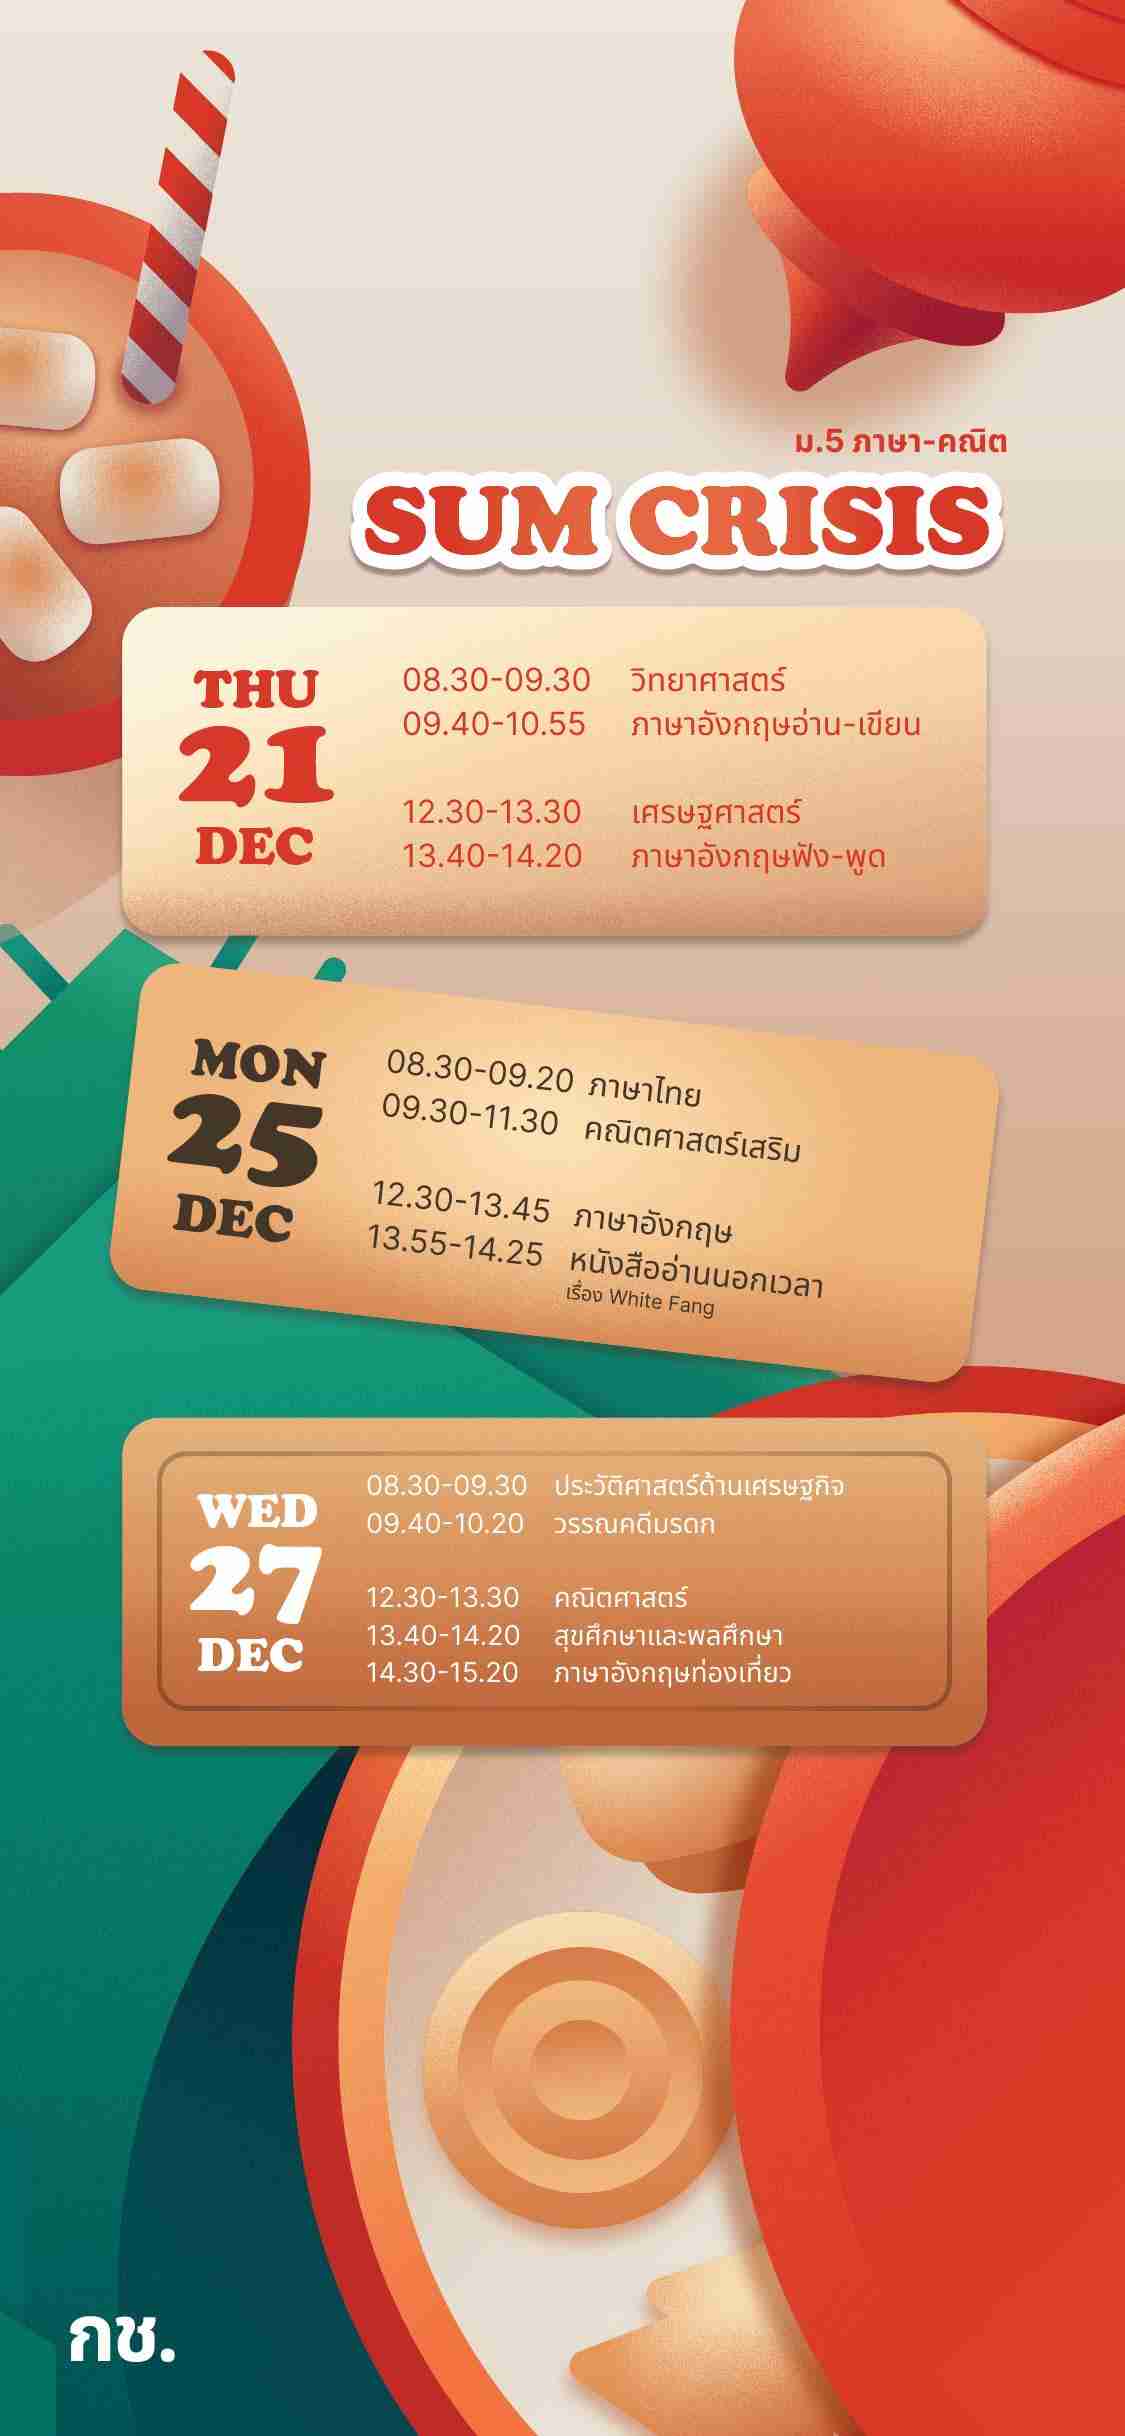 ม.5 ภาษา-คณิต
SUM CRISIS
THU
21
DEC
08.30-09.30 วิทยาศาสตร์
09.40-10.55 ภาษาอังกฤษอ่าน-เขียน
12.30-13.30 เศรษฐศาสตร์
13.40-14.20 ภาษาอังกฤษฟัง-พูด
MON
25
DEC
08.30-09.20 ภาษาไทย
09.30-11.30 คณิตศาสตร์เสริม
12.30-13.45 ภาษาอังกฤษ
13.55-14.25 หนังสืออ่านนอกเวลา
เรื่อง White Fang
WED
27
DEC
08.30-09.30 ประวัติศาสตร์ด้านเศรษฐกิจ
09.40-10.20 วรรณคดีมรดก
12.30-13.30 คณิตศาสตร์
13.40-14.20 สุขศึกษาและพลศึกษา
14.30-15.20 ภาษาอังกฤษท่องเที่ยว
กช.